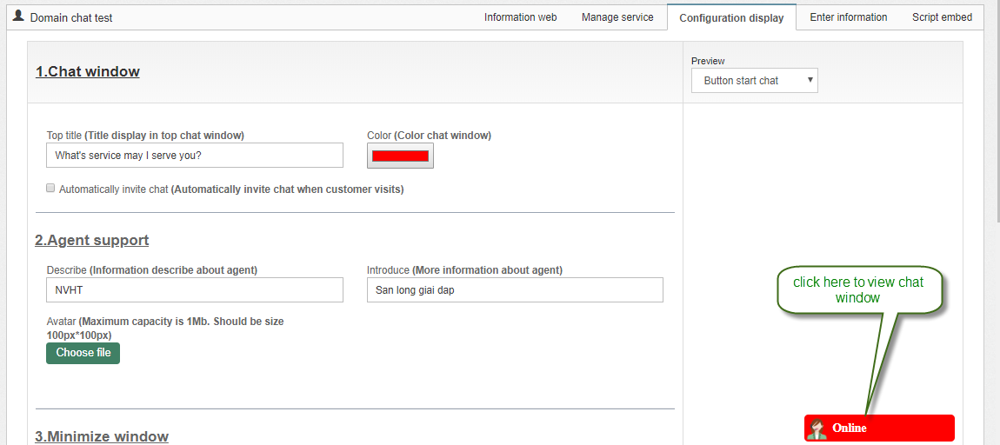 Domain chat test
Information web
Manage service
Configuration display
Enter information
Script embed
1.Chat window
Preview
Button start chat
Top title (Title display in top chat window)
Color (Color chat window)
What's service may I serve you?
Automatically invite chat (Automatically invite chat when customer visits)
2.Agent support
Describe (Information describe about agent)
Introduce (More information about agent)
NVHT
San long giai dap
click here to view chat
window
Avatar (Maximum capacity is 1Mb. Should be size
100px*100px)
Choose file
Online
3.Minimize window